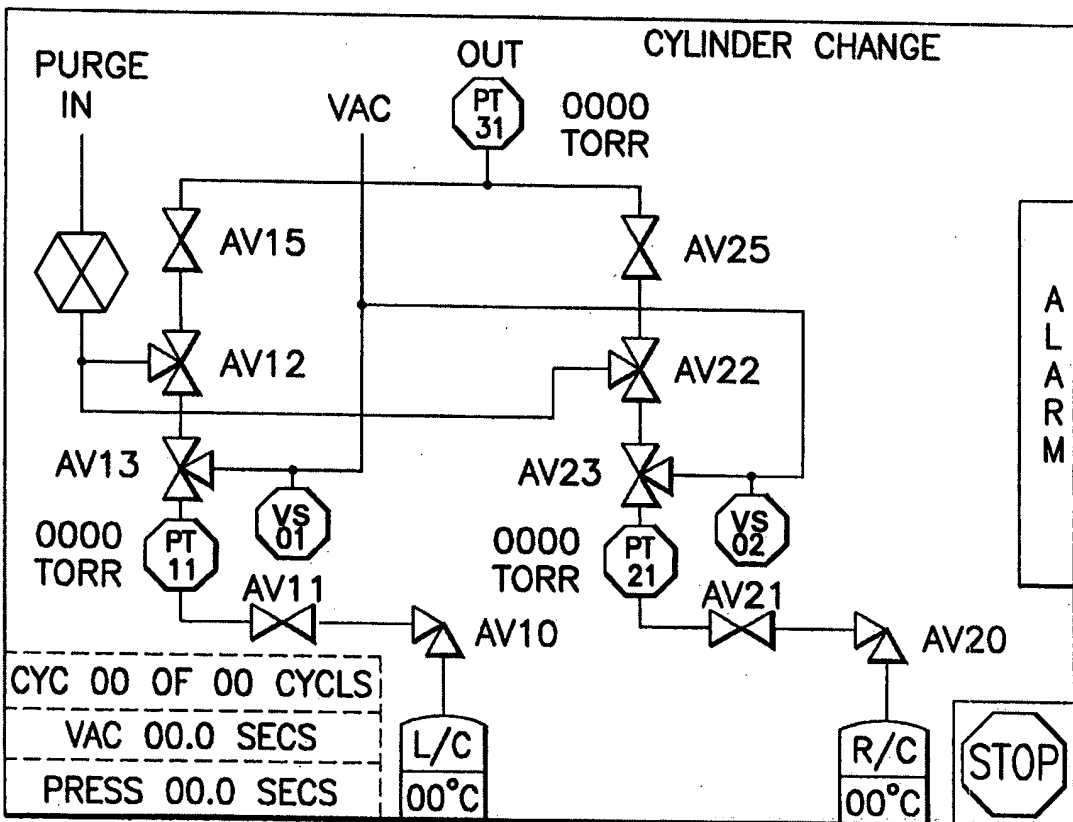 CYLINDER CHANGE
PURGE
IN
VAC
OUT
PT
31
0000
TORR
AV15
AV25
AV12
AV22
AV13
AV23
VS
01
VS
02
0000
TORR
PT
11
0000
TORR
PT
21
AV11
AV10
AV21
AV20
CYC 00 OF 00 CYCLS
VAC 00.0 SECS
PRESS 00.0 SECS
L/C
00°C
R/C
00°C
ALARM
STOP